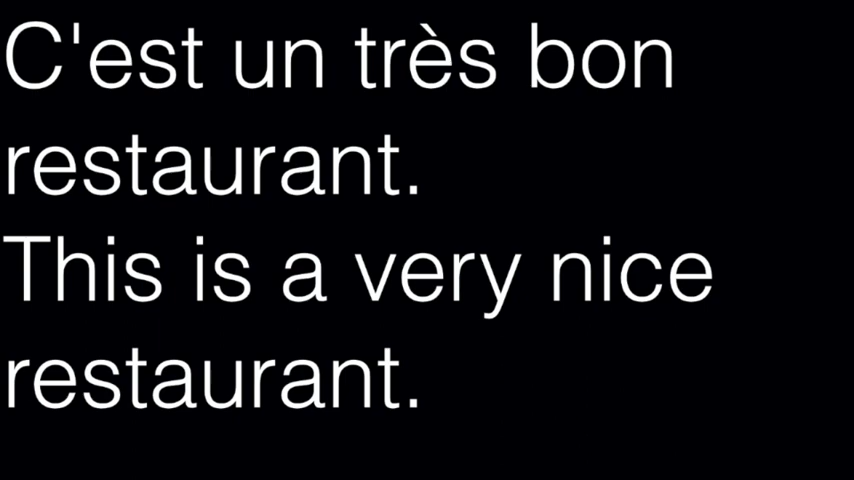 C'est un très bon
restaurant.
This is a very nice
restaurant.